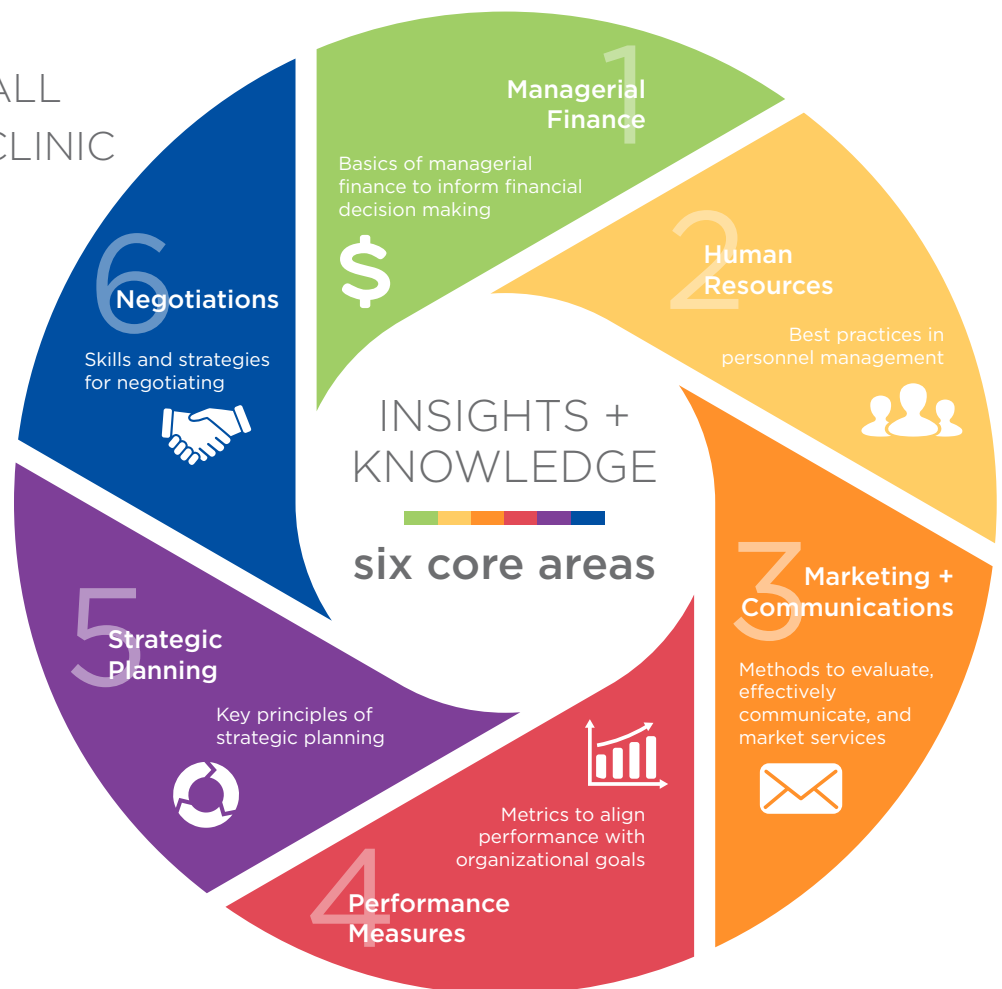 ALL
CLINIC
1
Managerial
Finance
Basics of managerial
finance to inform financial
decision making
$
2
Human
Resources
Best practices in
personnel management
3
Marketing +
Communications
Methods to evaluate,
effectively
communicate, and
market services
4
Performance
Measures
Metrics to align
performance with
organizational goals
5
Strategic
Planning
Key principles of
strategic planning
6
Negotiations
Skills and strategies
for negotiating
INSIGHTS +
KNOWLEDGE
six core areas